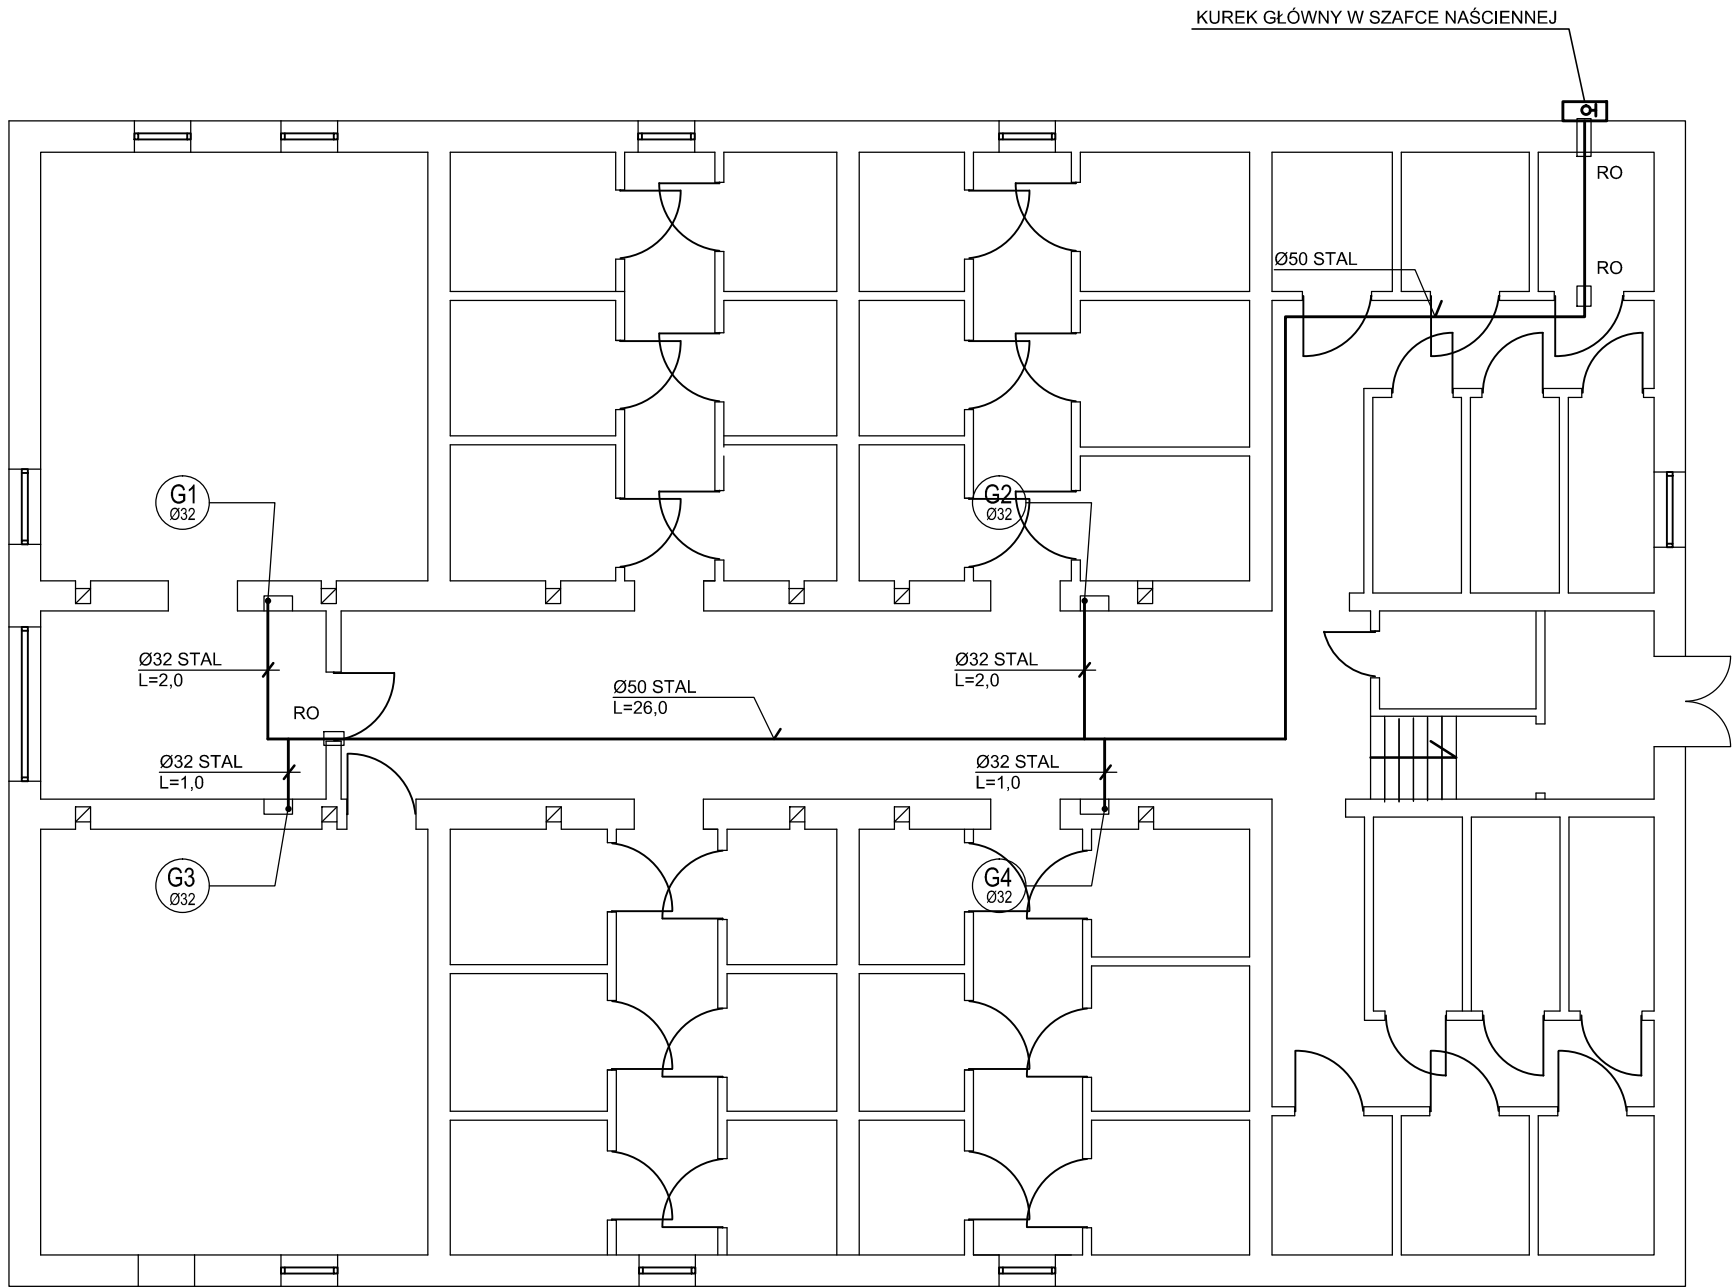 KUREK GŁÓWNY W SZAFCE NAŚCIENNEJ
RO
Ø50 STAL
RO
G1
Ø32
G2
Ø32
Ø32 STAL
L=2,0
Ø32 STAL
L=2,0
Ø50 STAL
L=26,0
RO
Ø32 STAL
L=1,0
Ø32 STAL
L=1,0
G3
Ø32
G4
Ø32